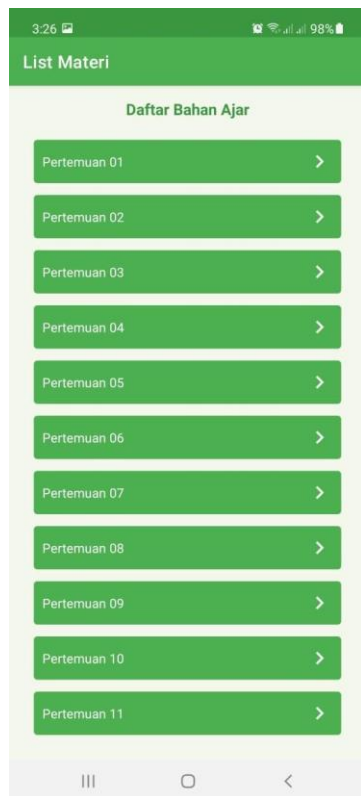 3:26 98%
List Materi
Daftar Bahan Ajar
Pertemuan 01
Pertemuan 02
Pertemuan 03
Pertemuan 04
Pertemuan 05
Pertemuan 06
Pertemuan 07
Pertemuan 08
Pertemuan 09
Pertemuan 10
Pertemuan 11